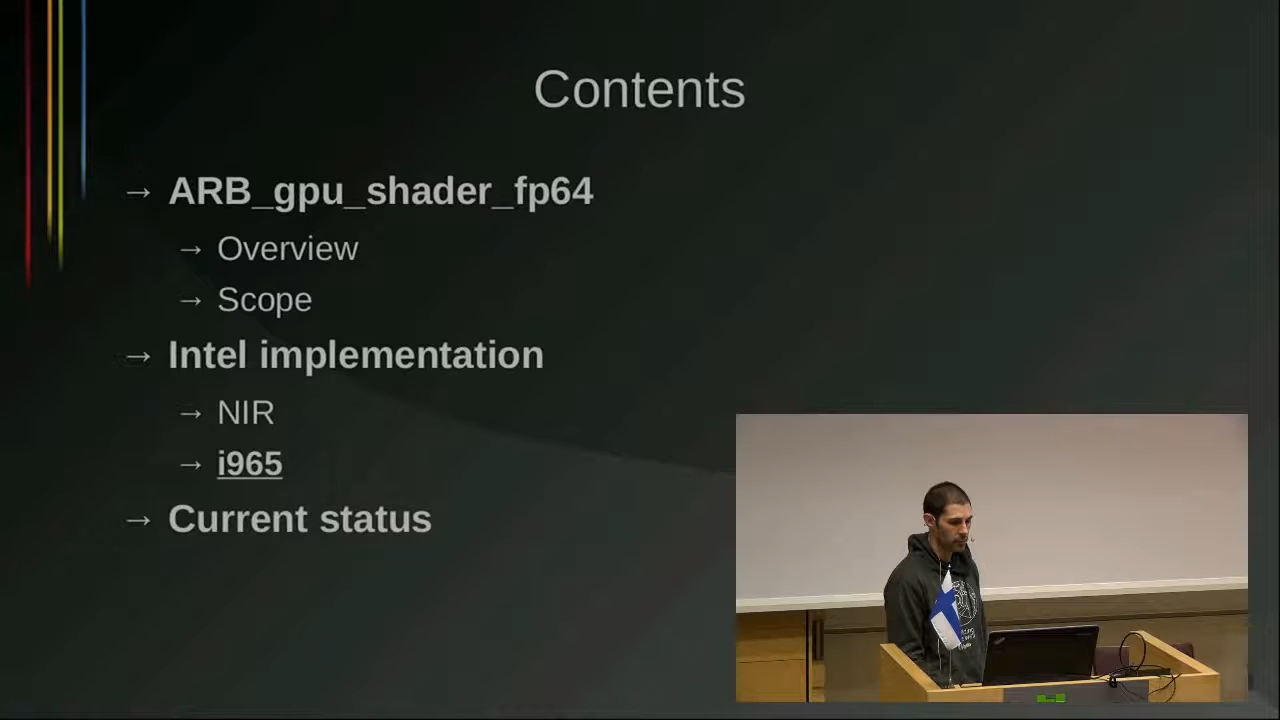 Contents
→ ARB_gpu_shader_fp64
→ Overview
→ Scope
→ Intel implementation
→ NIR
→ i965
→ Current status